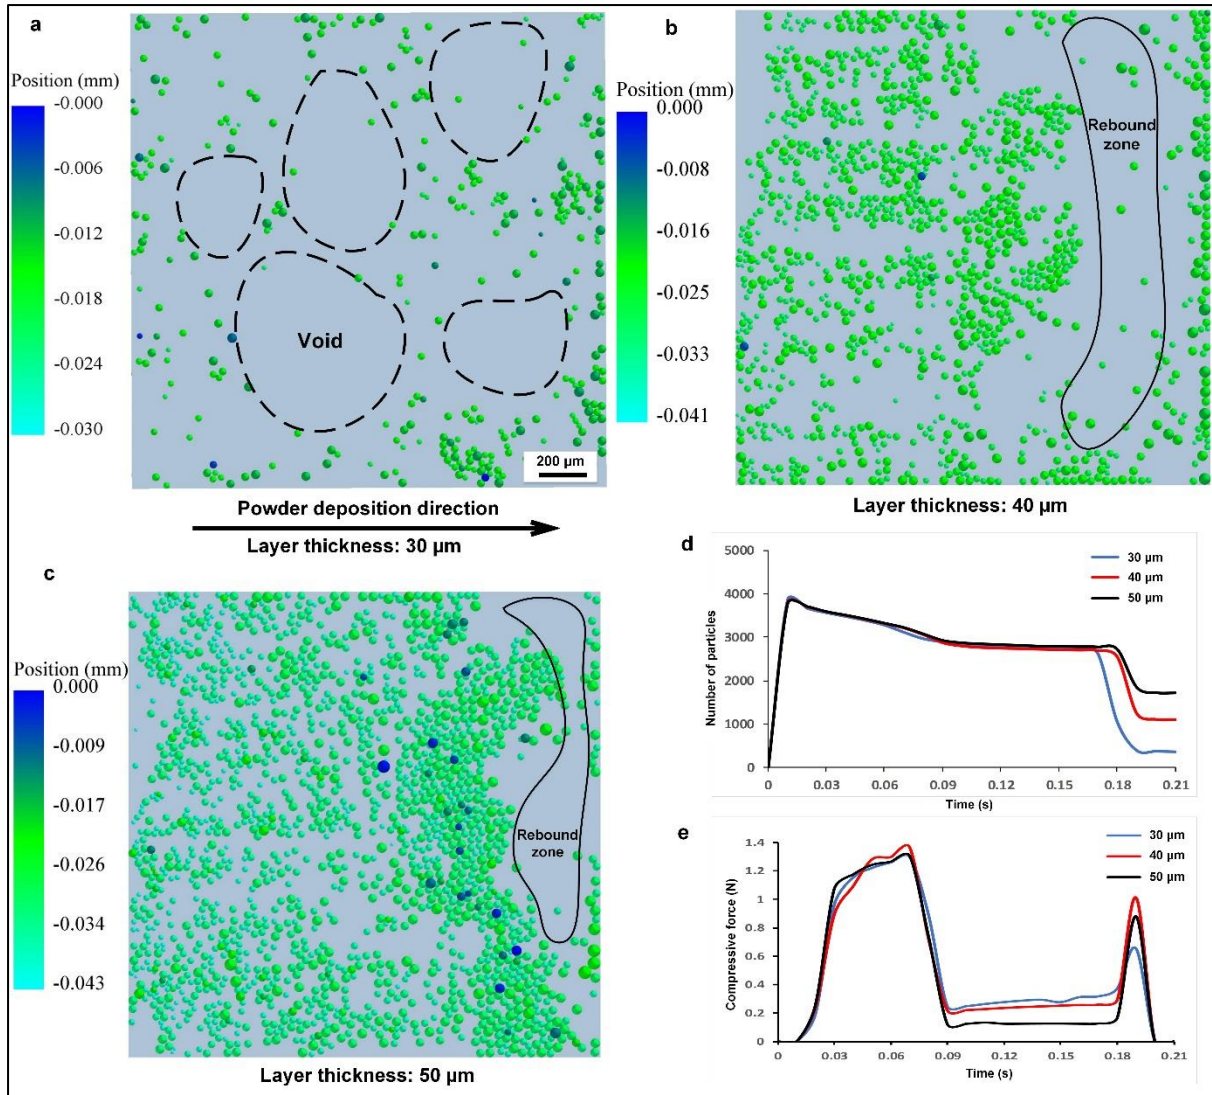 a
Position (mm)
-0.000
-0.006
-0.012
-0.018
-0.024
-0.030
Void
200 µm
Powder deposition direction
Layer thickness: 30 µm
b
Position (mm)
0.000
-0.008
-0.016
-0.025
-0.033
-0.041
Rebound
zone
Layer thickness: 40 µm
c
Position (mm)
0.000
-0.009
-0.017
-0.026
-0.034
-0.043
Rebound
zone
Layer thickness: 50 µm
d
5000
4000
3000
2000
1000
0
Number of particles
30 µm
40 µm
50 µm
0 0.03 0.06 0.09 0.12 0.15 0.18 0.21
Time (s)
e
1.4
1.2
1
0.8
0.6
0.4
0.2
0
Compressive force (N)
30 µm
40 µm
50 µm
0 0.03 0.06 0.09 0.12 0.15 0.18 0.21
Time (s)